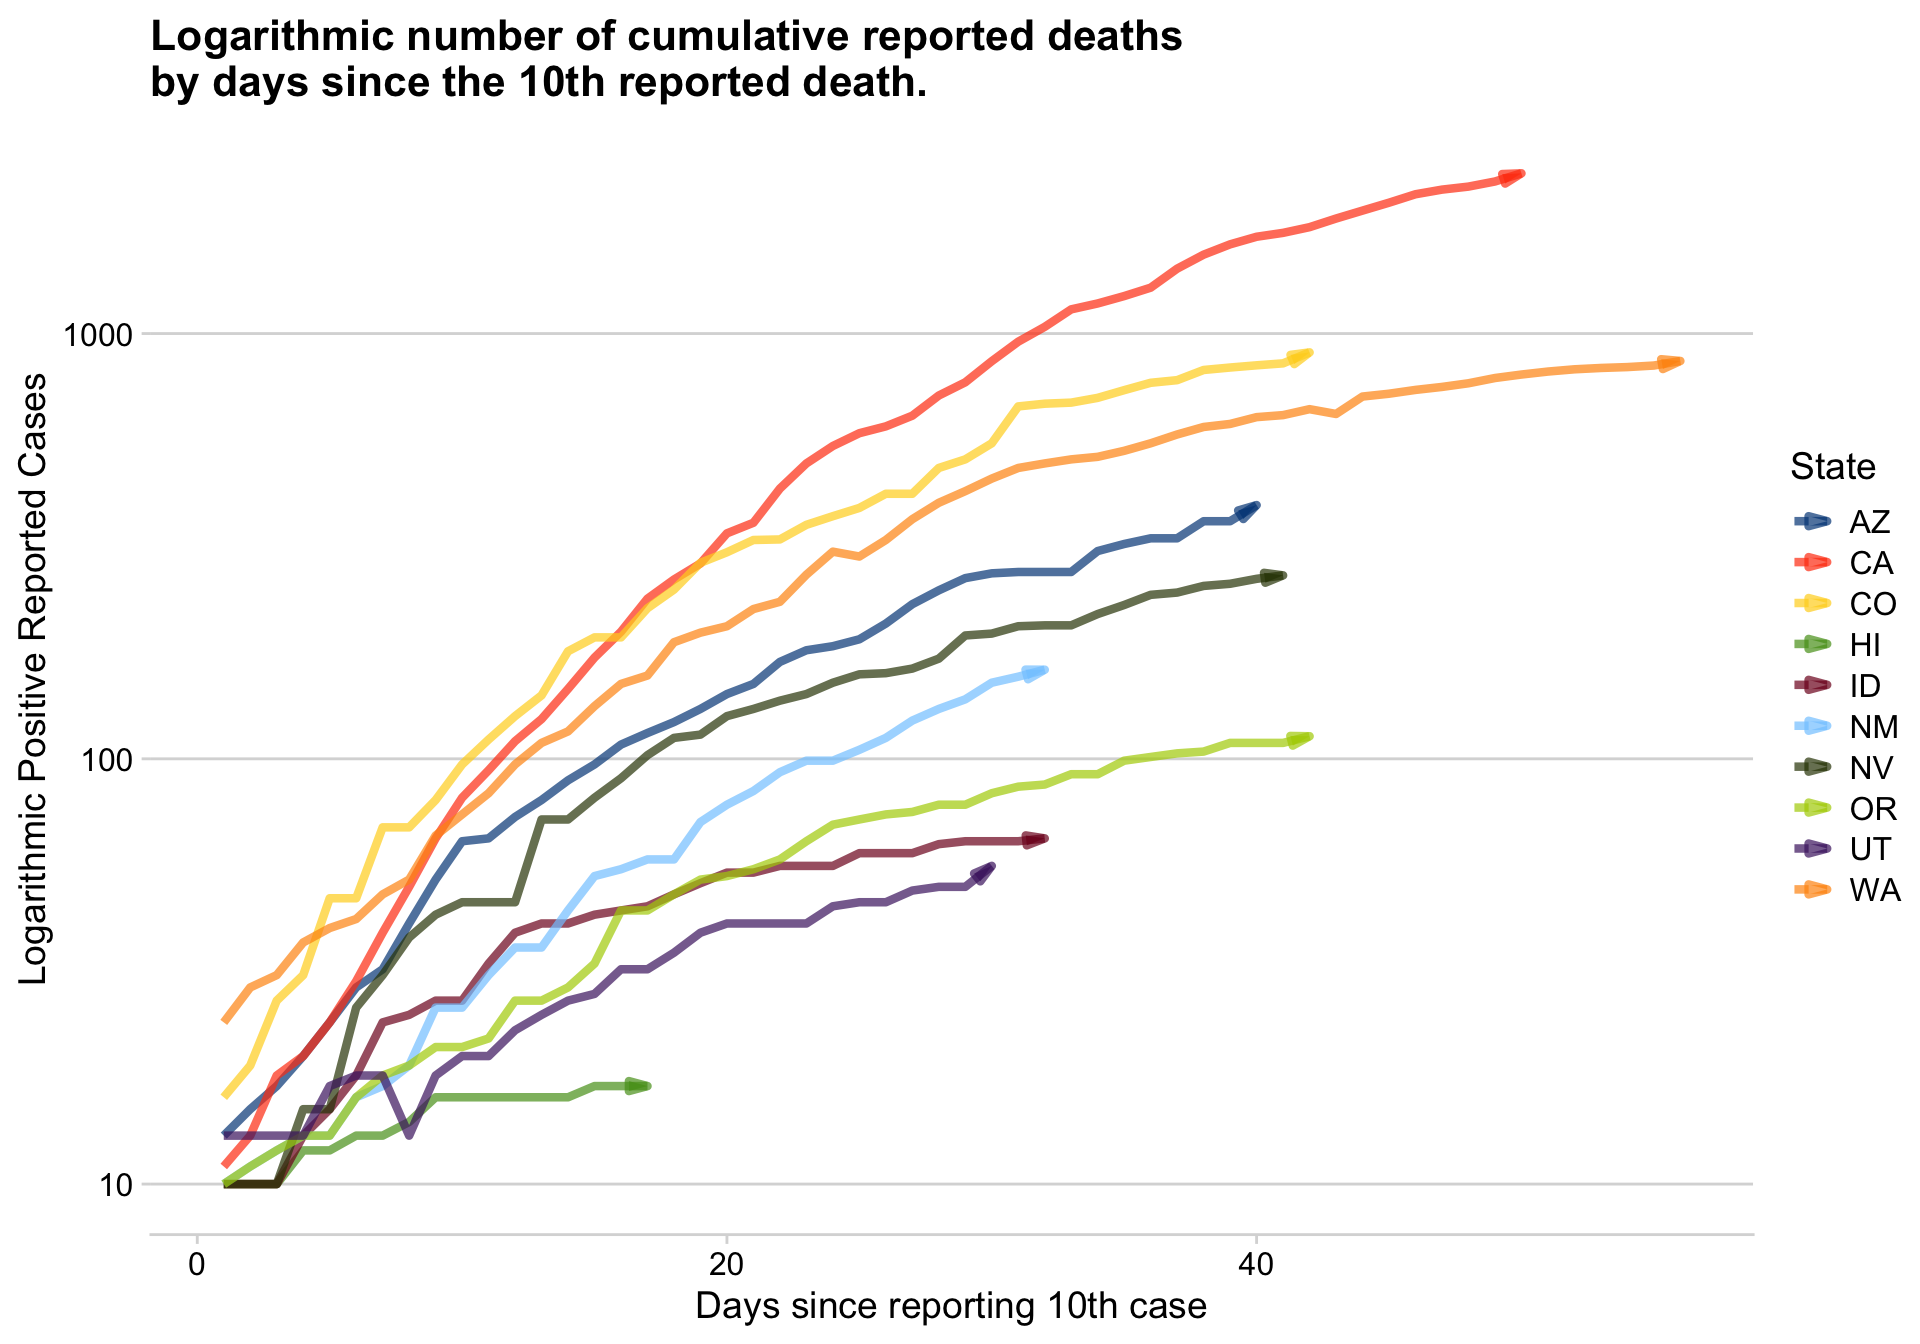 Logarithmic number of cumulative reported deaths
by days since the 10th reported death.
Logarithmic Positive Reported Cases
1000
100
10
0
20
40
Days since reporting 10th case
State
AZ
CA
CO
HI
ID
NM
NV
OR
UT
WA